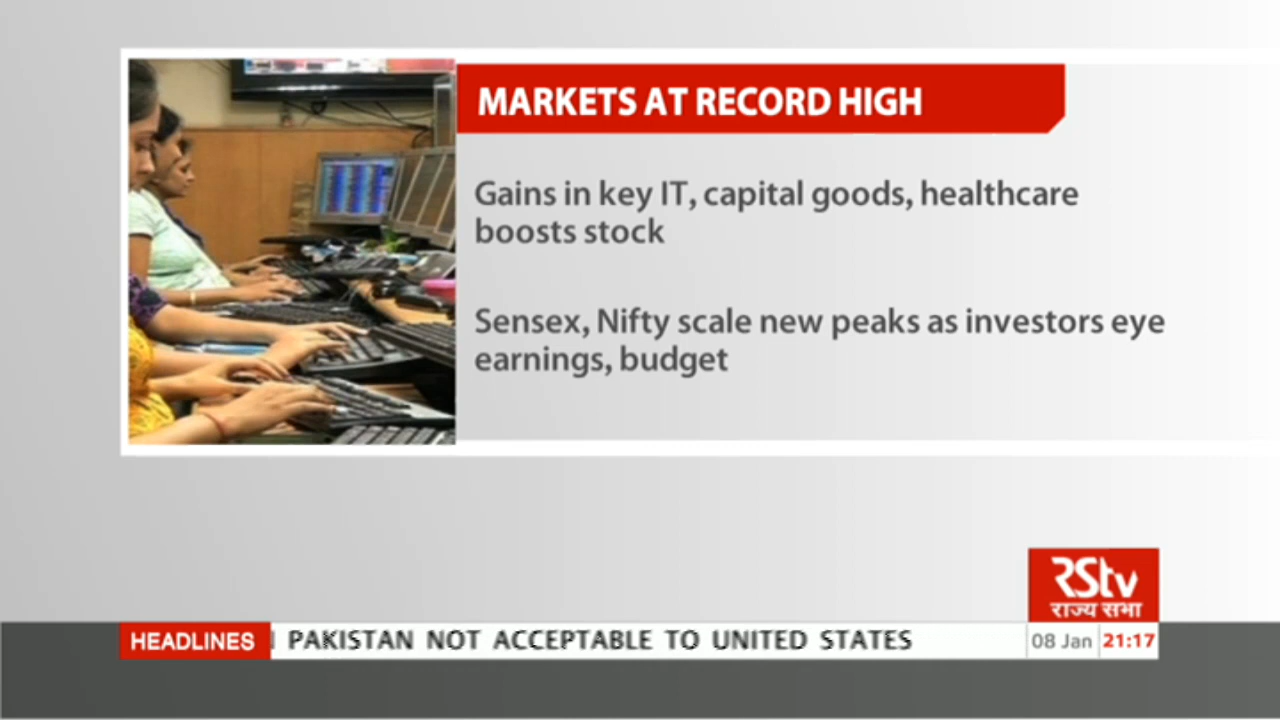 MARKETS AT RECORD HIGH
Gains in key IT, capital goods, healthcare
boosts stock
Sensex, Nifty scale new peaks as investors eye
earnings, budget
RStv
राज्य सभा
HEADLINES
PAKISTAN NOT ACCEPTABLE TO UNITED STATES
08 Jan
21:17